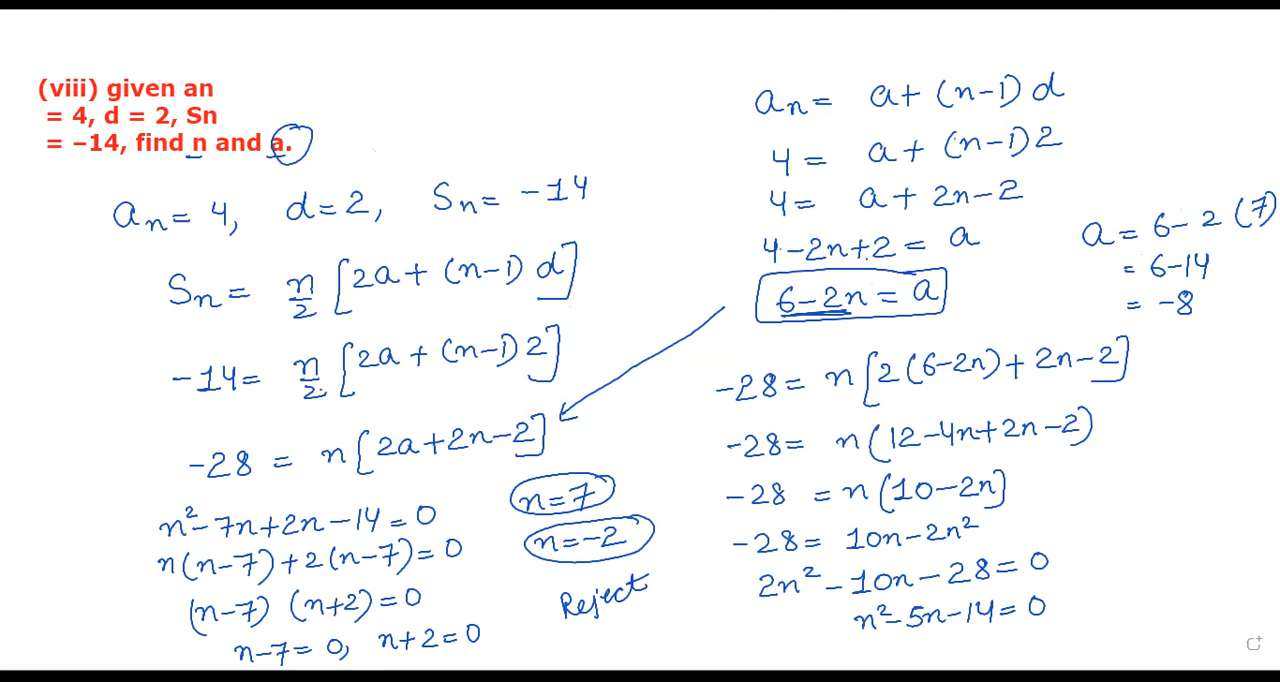 (viii) given an
= 4, d = 2, Sn
= –14, find n and a.
an = 4, d = 2, Sn = -14
Sn = n/2 [2a + (n-1) d]
-14 = n/2 [2a + (n-1) 2]
-28 = n [2a + 2n - 2]
an = a + (n-1) d
4 = a + (n-1) 2
4 = a + 2n - 2
4 - 2n + 2 = a
6 - 2n = a
-28 = n [2 (6-2n) + 2n - 2]
-28 = n (12 - 4n + 2n - 2)
-28 = n (10 - 2n]
-28 = 10n - 2n²
2n² - 10n - 28 = 0
n² - 5n - 14 = 0
n² - 7n + 2n - 14 = 0
n (n-7) + 2 (n-7) = 0
(n-7) (n+2) = 0
n - 7 = 0, n + 2 = 0
n = 7
n = -2
Reject
a = 6 - 2 (7)
= 6 - 14
= -8